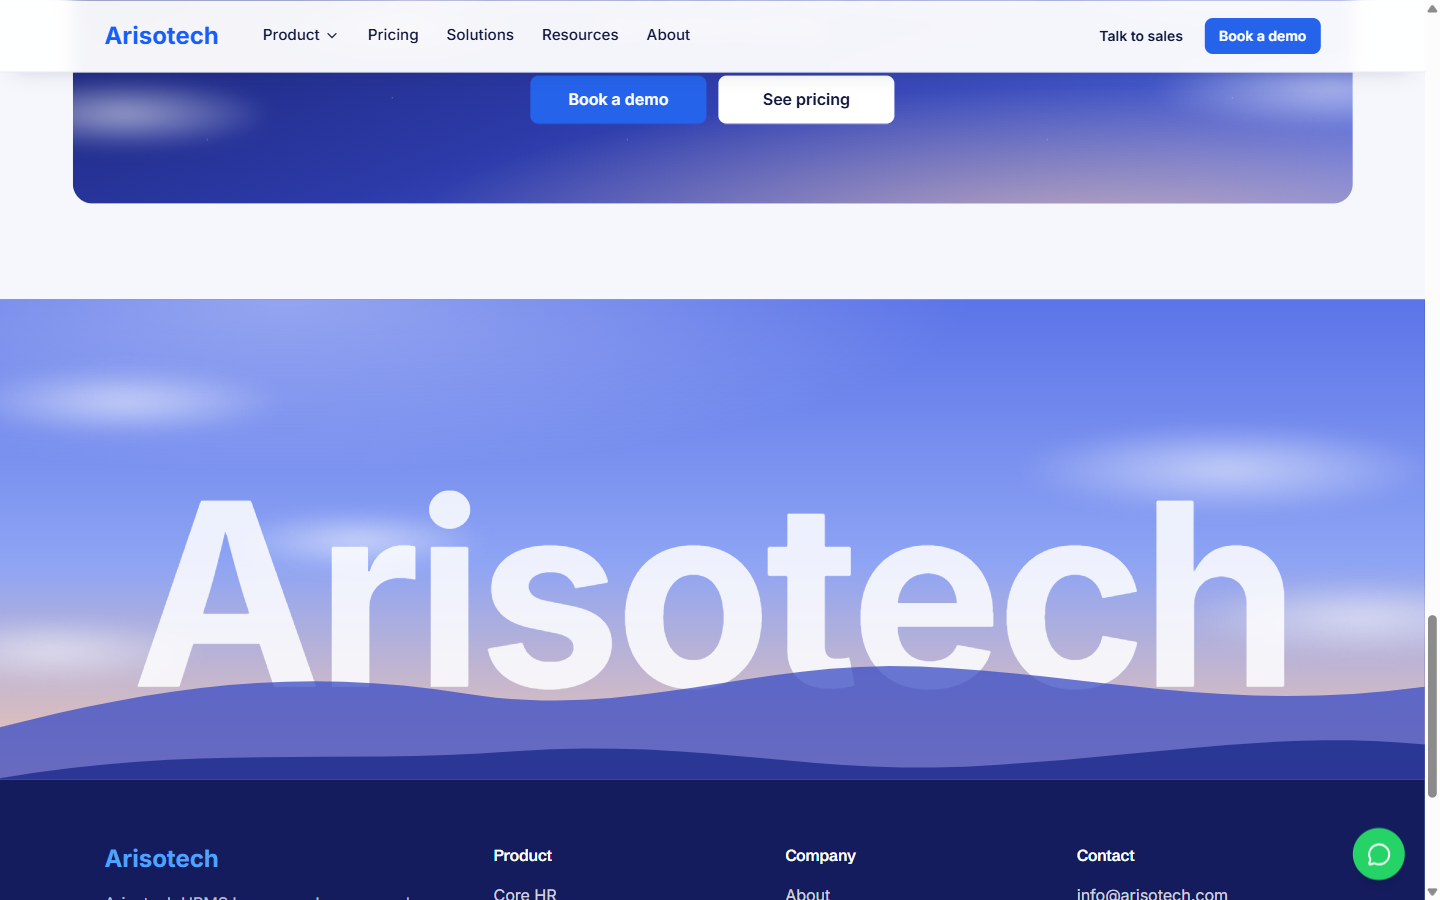 Arisotech
Product
Pricing
Solutions
Resources
About
Talk to sales
Book a demo
Book a demo
See pricing
Arisotech
Arisotech
Product
Company
Contact
Core HR
About
info@arisotech.com